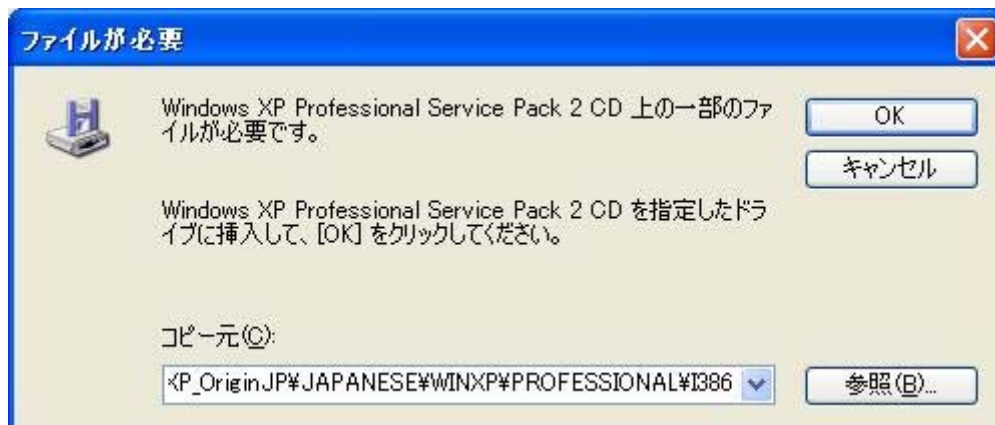 ファイルが必要
Windows XP Professional Service Pack 2 CD 上の一部のファ
イルが必要です。
OK
キャンセル
Windows XP Professional Service Pack 2 CD を指定したドラ
イブに挿入して、[OK] をクリックしてください。
コピー元(C):
P_OriginJP¥JAPANESE¥WINXP¥PROFESSIONAL¥I386
参照(B)...